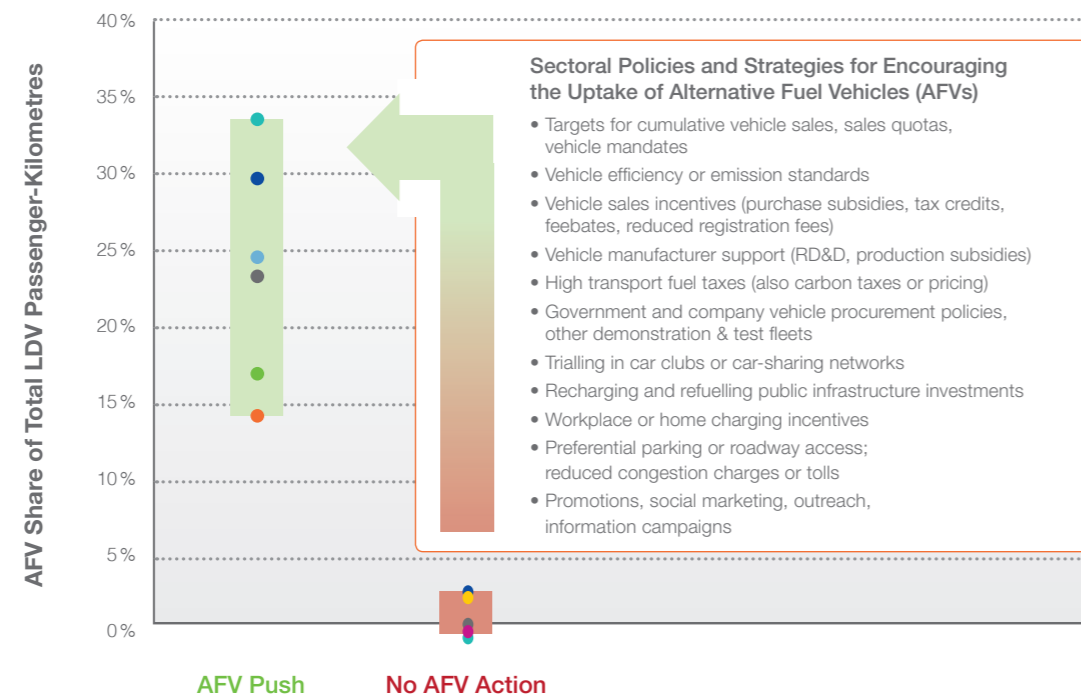 40 %
35 %
30 %
25 %
20 %
15 %
10 %
5 %
0 %
AFV Share of Total LDV Passenger-Kilometres
Sectoral Policies and Strategies for Encouraging
the Uptake of Alternative Fuel Vehicles (AFVs)
• Targets for cumulative vehicle sales, sales quotas,
vehicle mandates
• Vehicle efficiency or emission standards
• Vehicle sales incentives (purchase subsidies, tax credits,
feebates, reduced registration fees)
• Vehicle manufacturer support (RD&D, production subsidies)
• High transport fuel taxes (also carbon taxes or pricing)
• Government and company vehicle procurement policies,
other demonstration & test fleets
• Trialling in car clubs or car-sharing networks
• Recharging and refuelling public infrastructure investments
• Workplace or home charging incentives
• Preferential parking or roadway access;
reduced congestion charges or tolls
• Promotions, social marketing, outreach,
information campaigns
AFV Push
No AFV Action